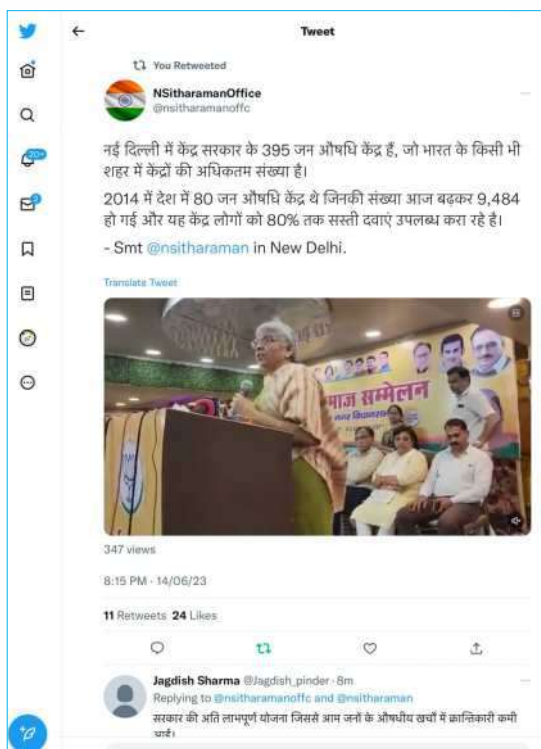 Tweet
You Retweeted
NSitharamanOffice
@nsitharamanoffc
20+
नई दिल्ली में केंद्र सरकार के 395 जन औषधि केंद्र हैं, जो भारत के किसी भी
शहर में केंद्रों की अधिकतम संख्या है।
2014 में देश में 80 जन औषधि केंद्र थे जिनकी संख्या आज बढ़कर 9,484
हो गई और यह केंद्र लोगों को 80% तक सस्ती दवाएं उपलब्ध करा रहे है।
- Smt @nsitharaman in New Delhi.
Translate Tweet
माज सम्मेलन
347 views
8:15 PM · 14/06/23
11 Retweets 24 Likes
Jagdish Sharma @Jagdish_pinder · 8m
Replying to @nsitharamanoffc and @nsitharaman
सरकार की अति लाभपूर्ण योजना जिससे आम जनों के औषधीय खर्चों में क्रान्तिकारी कमी
आई।